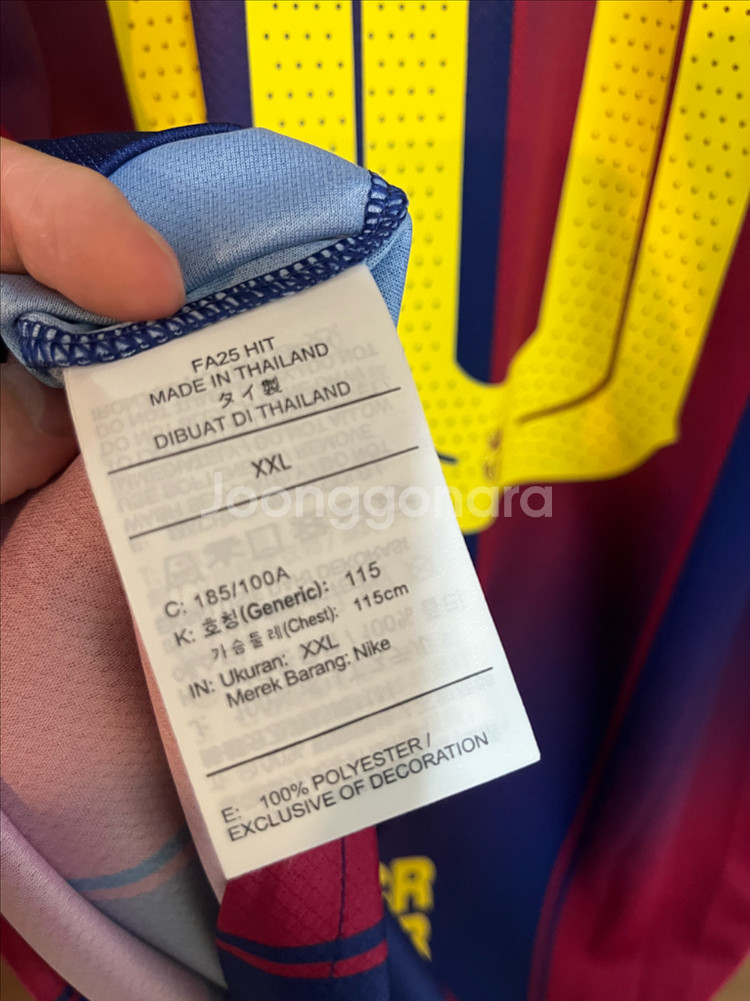 FA25 HIT
MADE IN THAILAND
タイ製
DIBUAT DI THAILAND
XXL
Joonggonara
C: 185/100A
K: 호칭(Generic): 115
가슴둘레(Chest): 115cm
IN: Ukuran: XXL
Merek Barang: Nike
E: 100% POLYESTER /
EXCLUSIVE OF DECORATION